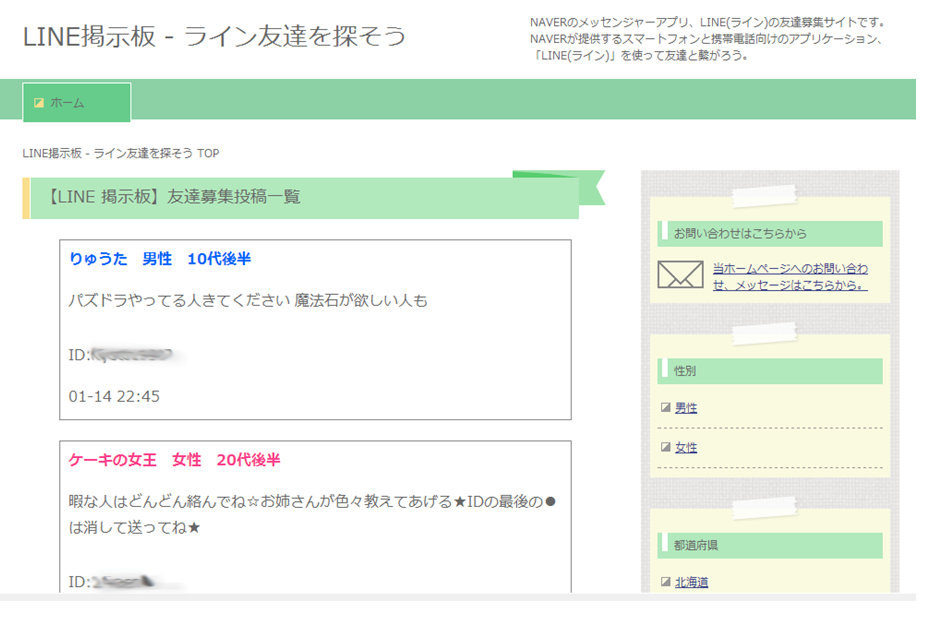 LINE掲示板 - ライン友達を探そう
NAVERのメッセンジャーアプリ、LINE(ライン)の友達募集サイトです。
NAVERが提供するスマートフォンと携帯電話向けのアプリケーション、
「LINE(ライン)」を使って友達と繋がろう。
ホーム
LINE掲示板 - ライン友達を探そう TOP
【LINE 掲示板】友達募集投稿一覧
りゅうた 男性 10代後半
パズドラやってる人きてください 魔法石が欲しい人も
ID:
01-14 22:45
ケーキの女王 女性 20代後半
暇な人はどんどん絡んでね☆お姉さんが色々教えてあげる★IDの最後の●
は消して送ってね★
ID:
お問い合わせはこちらから
当ホームページへのお問い合わ
せ、メッセージはこちらから。
性別
男性
女性
都道府県
北海道